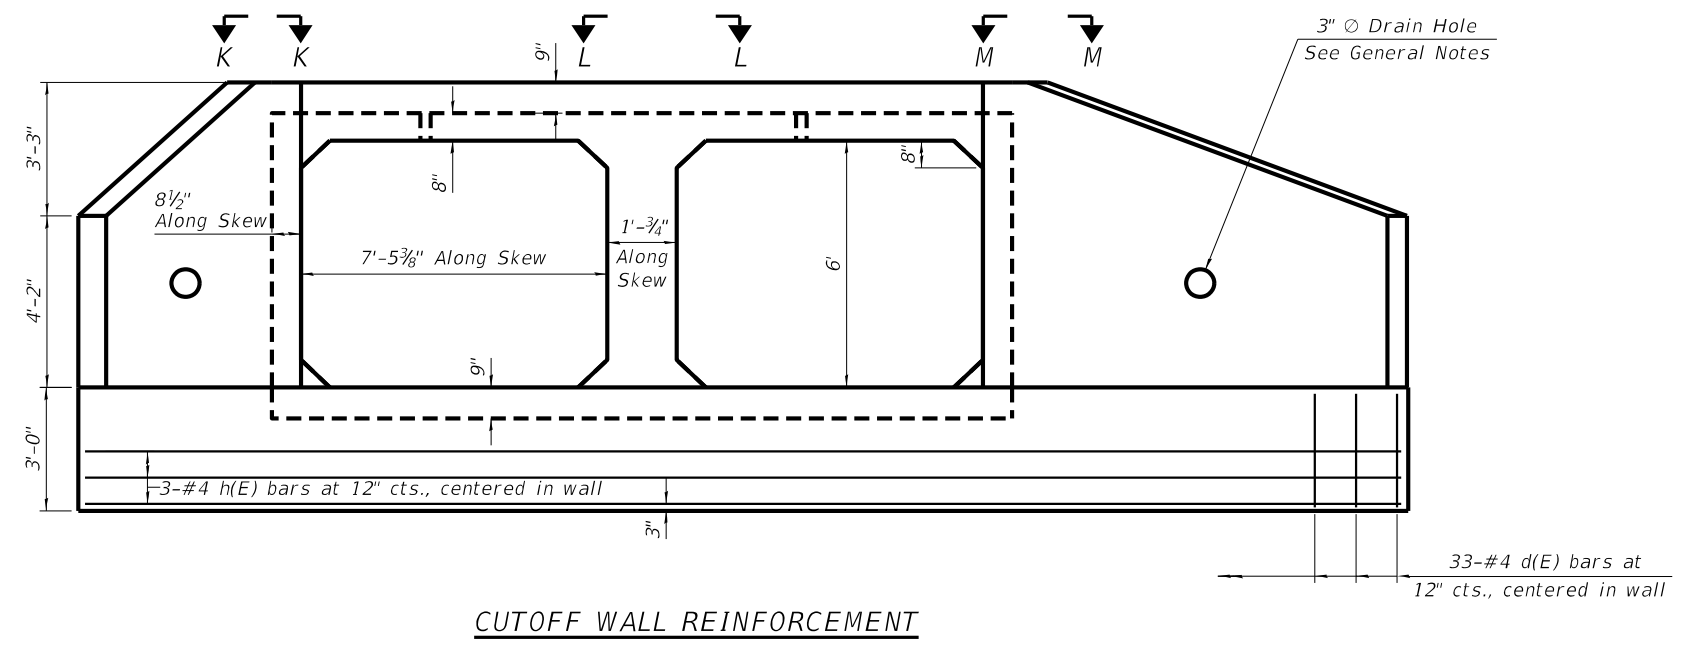 K K L L M M
3" ∅ Drain Hole
See General Notes
9"
3'-3"
8"
8"
8½"
Along Skew
1'-¾"
Along
Skew
7'-5⅜" Along Skew
6'
4'-2"
9"
3'-0"
3-#4 h(E) bars at 12" cts., centered in wall
3"
33-#4 d(E) bars at
12" cts., centered in wall
CUTOFF WALL REINFORCEMENT